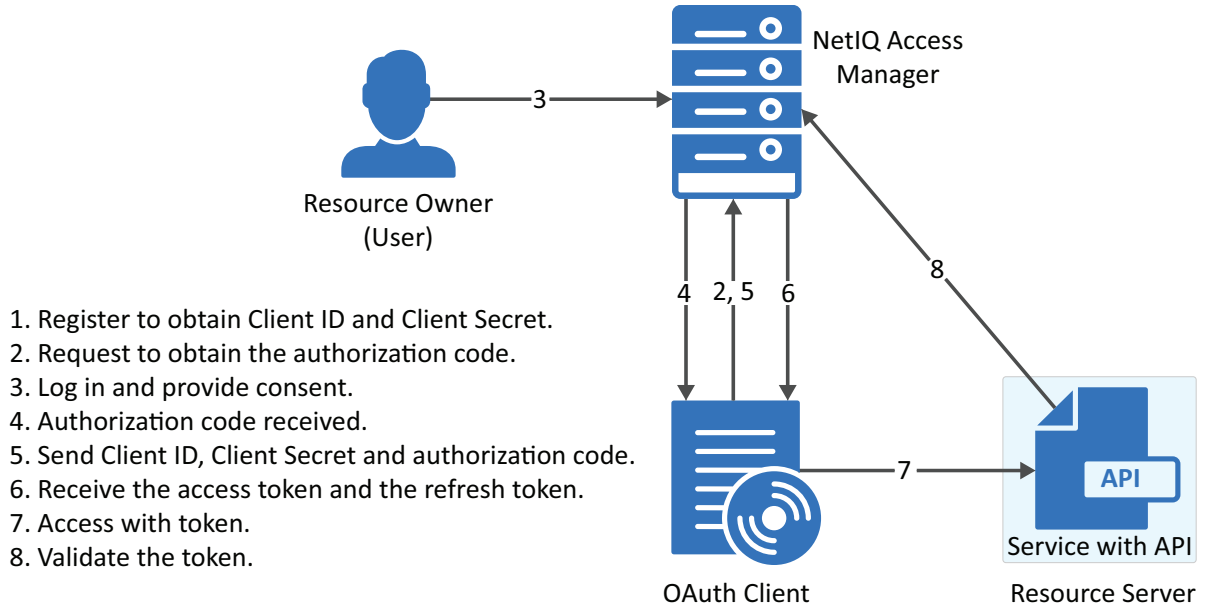 NetIQ Access
Manager
3
Resource Owner
(User)
8
4
2, 5
6
1. Register to obtain Client ID and Client Secret.
2. Request to obtain the authorization code.
3. Log in and provide consent.
4. Authorization code received.
5. Send Client ID, Client Secret and authorization code.
6. Receive the access token and the refresh token.
7. Access with token.
8. Validate the token.
7
API
Service with API
OAuth Client
Resource Server